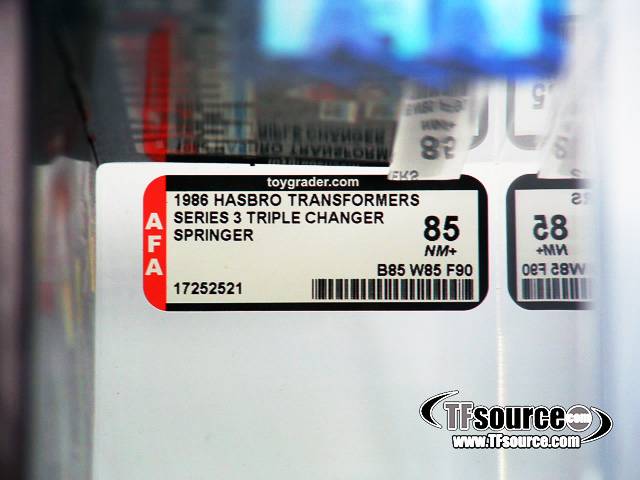 toygrader.com
AFA
1986 HASBRO TRANSFORMERS
SERIES 3 TRIPLE CHANGER
SPRINGER
85
NM+
B85 W85 F90
17252521
85
NM+
W85 F90
TFsource.com
www.TFsource.com